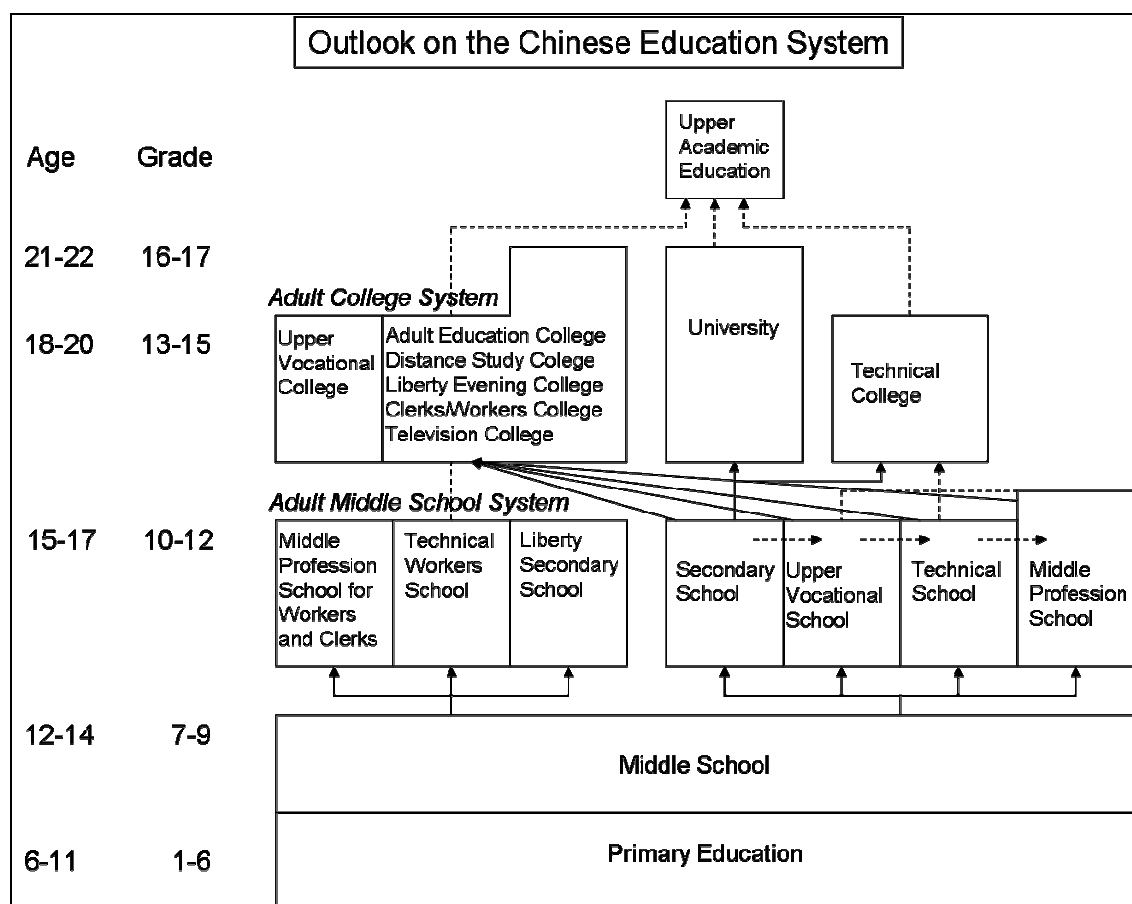 Outlook on the Chinese Education System
Upper
Academic
Education
Age Grade
21-22 16-17
Adult College System
18-20 13-15
Upper
Vocational
College
Adult Education College
Distance Study Colege
Liberty Evening College
Clerks/Workers College
Television College
University
Technical
College
Adult Middle School System
15-17 10-12
Middle
Profession
School for
Workers
and Clerks
Technical
Workers
School
Liberty
Secondary
School
Secondary
School
Upper
Vocational
School
Technical
School
Middle
Profession
School
12-14 7-9
Middle School
6-11 1-6
Primary Education